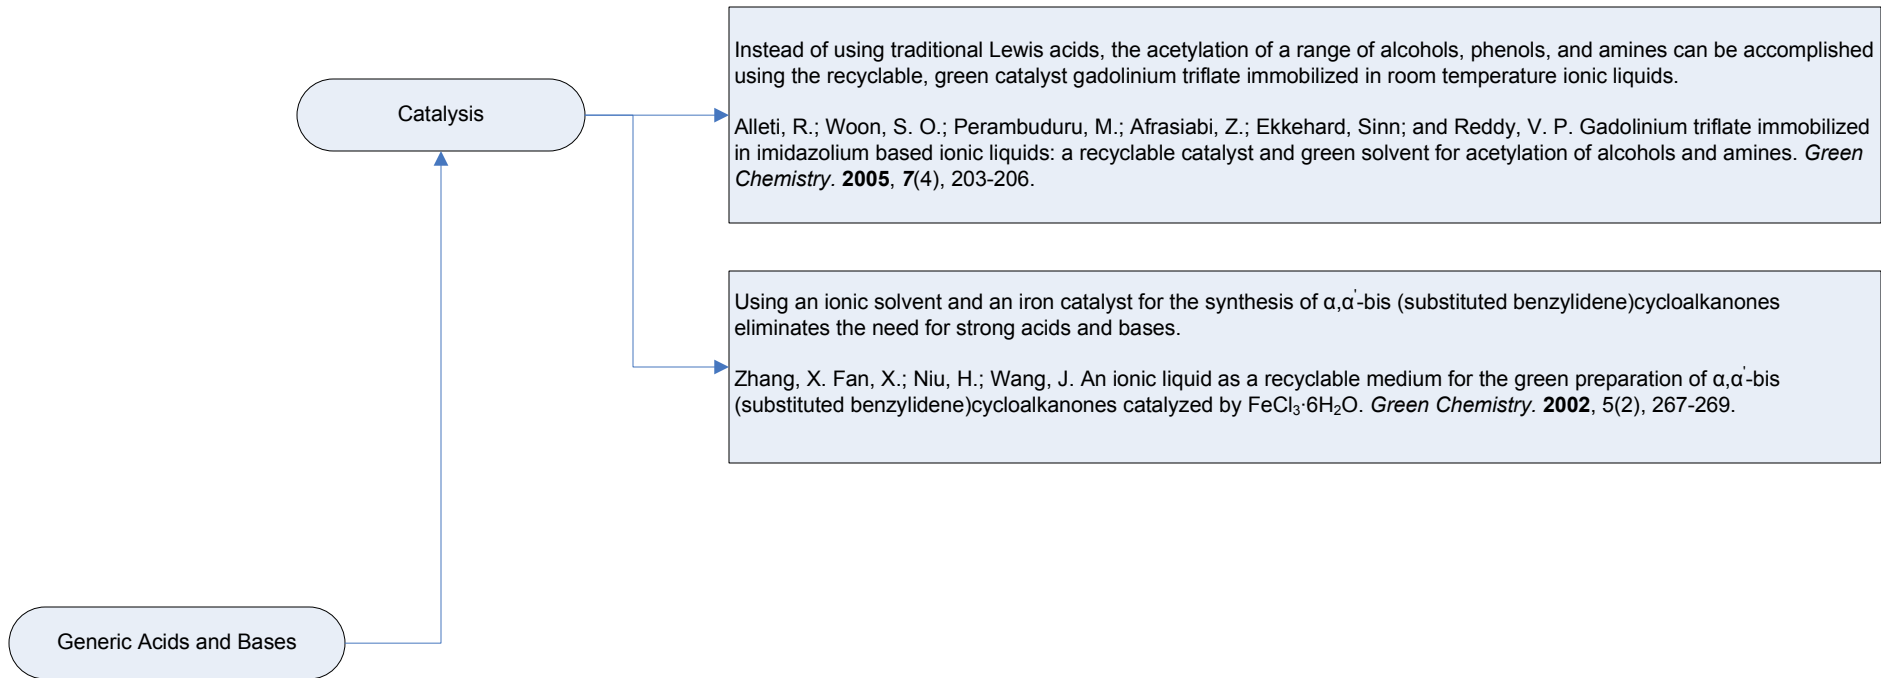 Instead of using traditional Lewis acids, the acetylation of a range of alcohols, phenols, and amines can be accomplished
using the recyclable, green catalyst gadolinium triflate immobilized in room temperature ionic liquids.
Alleti, R.; Woon, S. O.; Perambuduru, M.; Afrasiabi, Z.; Ekkehard, Sinn; and Reddy, V. P. Gadolinium triflate immobilized
in imidazolium based ionic liquids: a recyclable catalyst and green solvent for acetylation of alcohols and amines. Green
Chemistry. 2005, 7(4), 203-206.
Catalysis
Using an ionic solvent and an iron catalyst for the synthesis of α,α'-bis (substituted benzylidene)cycloalkanones
eliminates the need for strong acids and bases.
Zhang, X. Fan, X.; Niu, H.; Wang, J. An ionic liquid as a recyclable medium for the green preparation of α,α'-bis
(substituted benzylidene)cycloalkanones catalyzed by FeCl₃·6H₂O. Green Chemistry. 2002, 5(2), 267-269.
Generic Acids and Bases